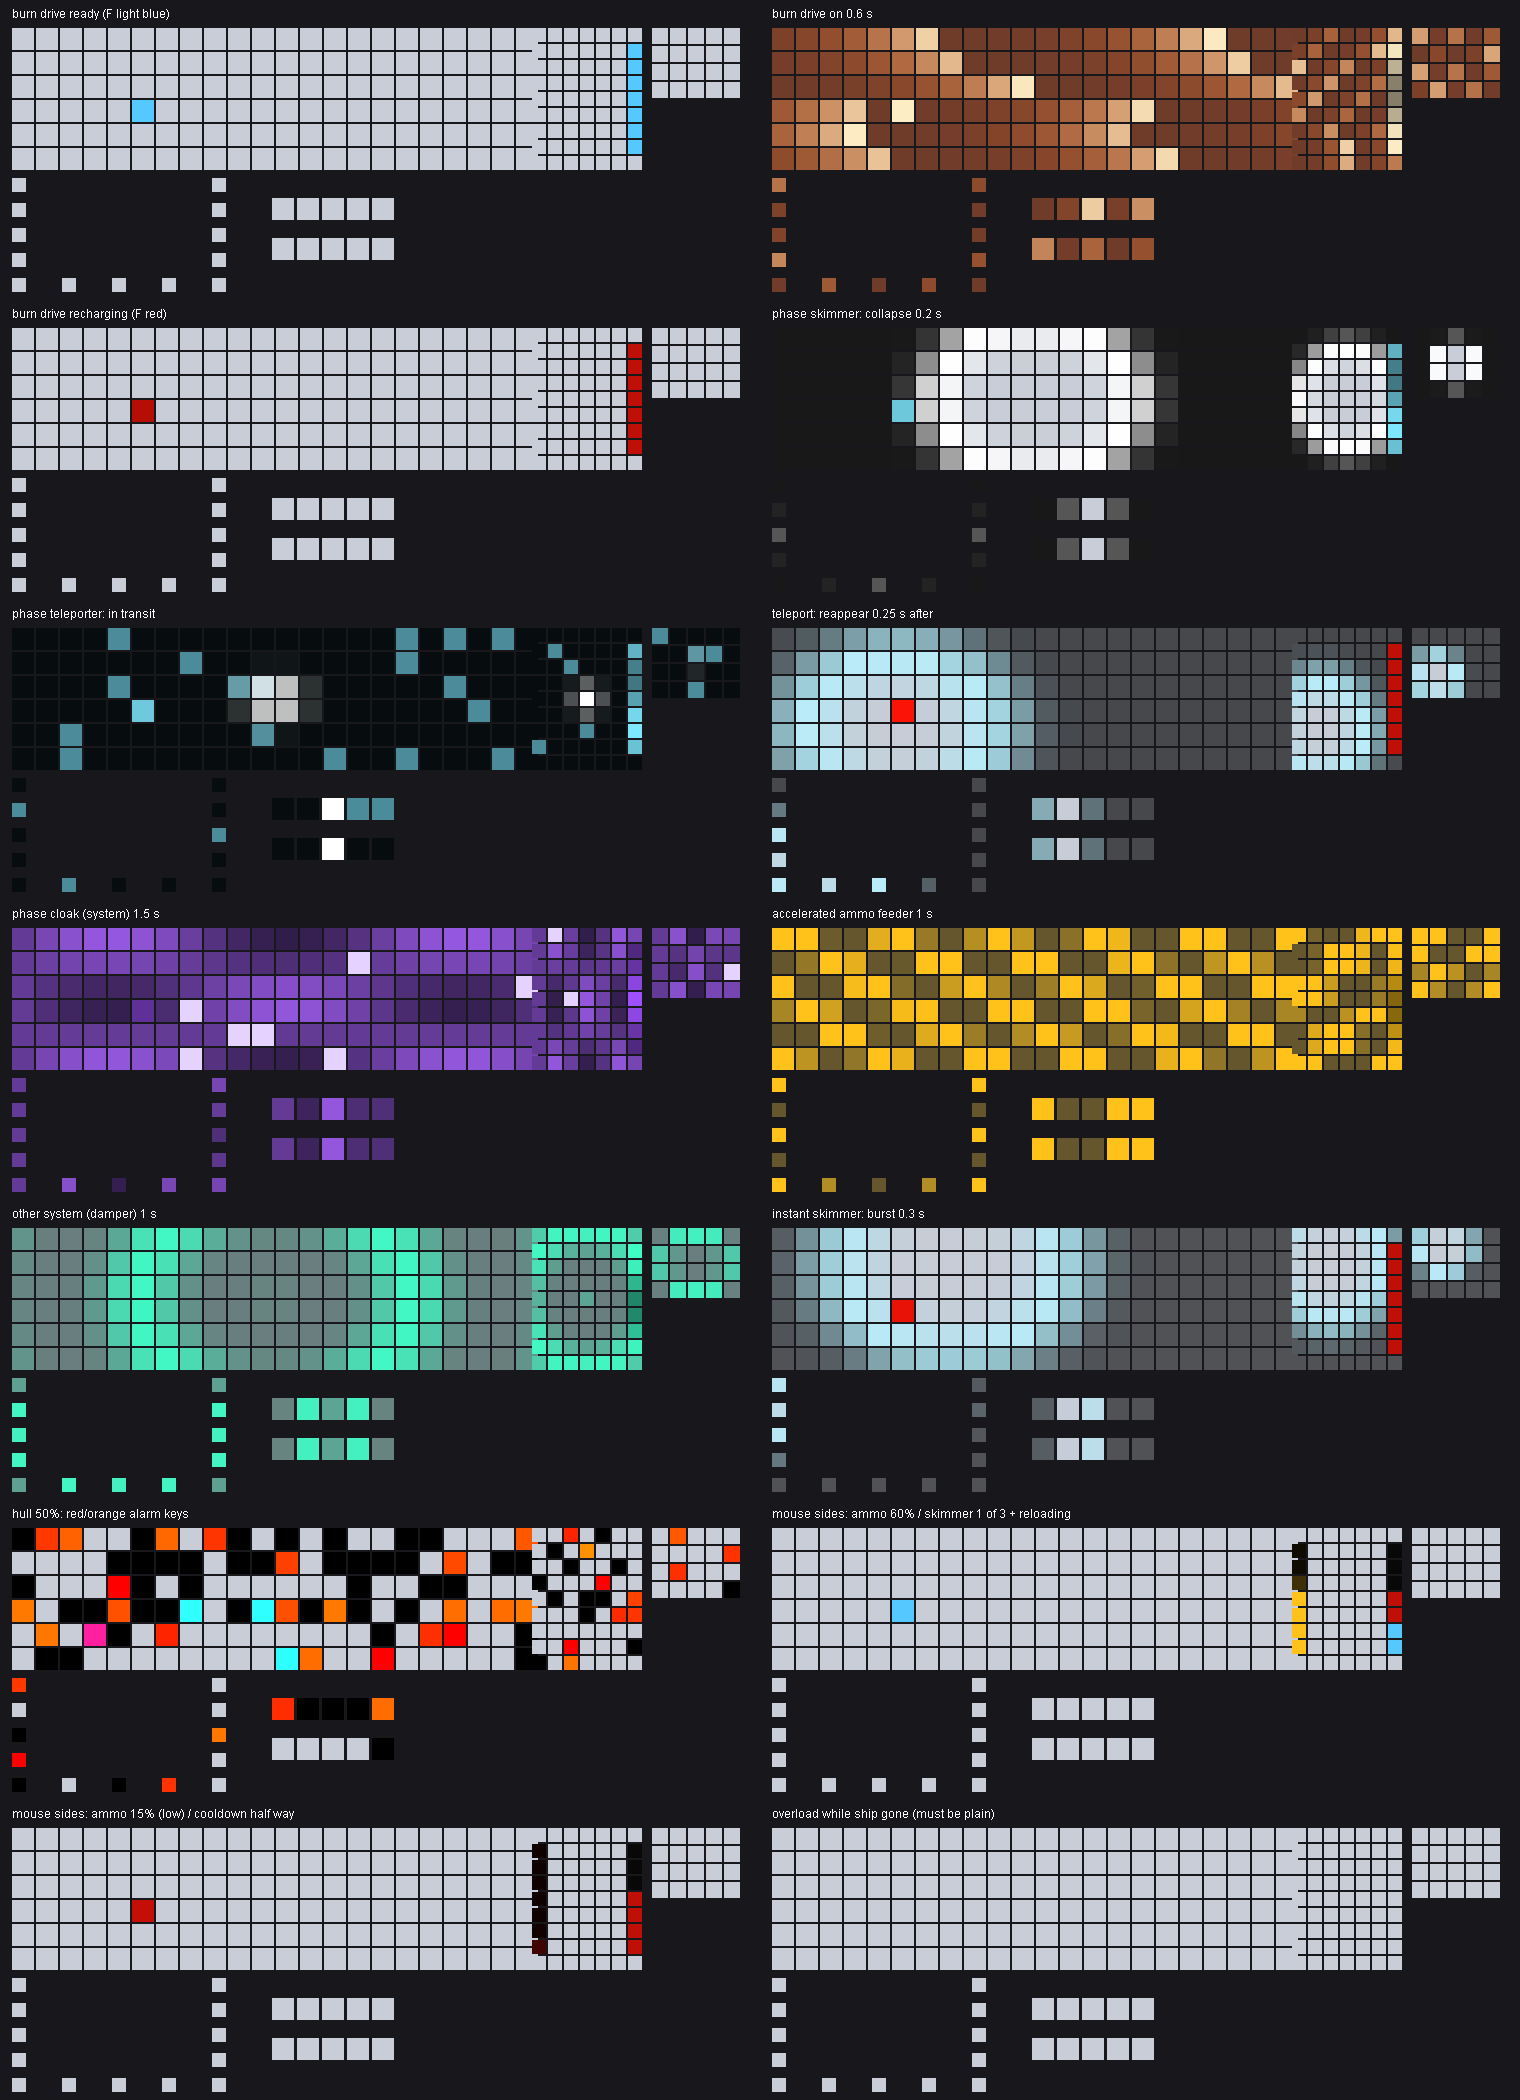 burn drive ready (F light blue)
burn drive on 0.6 s
burn drive recharging (F red)
phase skimmer: collapse 0.2 s
phase teleporter: in transit
teleport: reappear 0.25 s after
phase cloak (system) 1.5 s
accelerated ammo feeder 1 s
other system (damper) 1 s
instant skimmer: burst 0.3 s
hull 50%: red/orange alarm keys
mouse sides: ammo 60% / skimmer 1 of 3 + reloading
mouse sides: ammo 15% (low) / cooldown half way
overload while ship gone (must be plain)